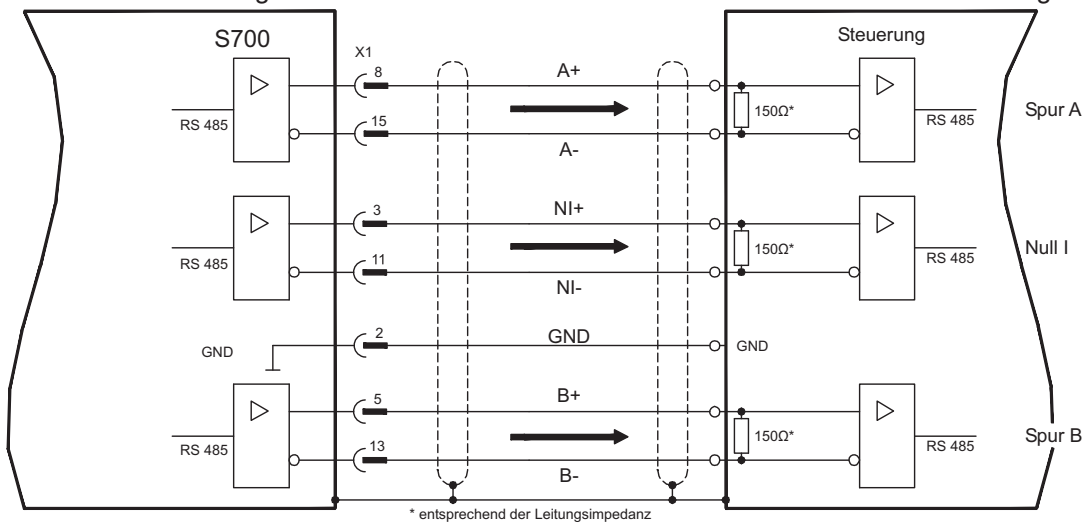 S700
Steuerung
X1
8
A+
RS 485
150Ω*
RS 485
Spur A
15
A-
3
NI+
RS 485
150Ω*
RS 485
Null I
11
NI-
2
GND
GND
GND
5
B+
RS 485
150Ω*
RS 485
Spur B
13
B-
* entsprechend der Leitungsimpedanz